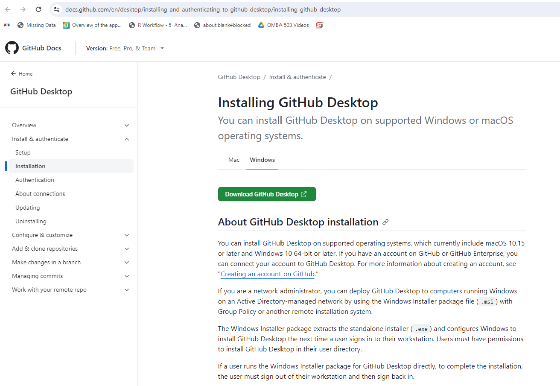 docs.github.com/en/desktop/installing-and-authenticating-to-github-desktop/installing-github-desktop
Missing Data
Overview of the app...
R Workflow - 5 Ana...
about:blank#blocked
OMBA 503 Videos
GitHub Docs
Version: Free, Pro, & Team
Home
GitHub Desktop
Overview
Install & authenticate
Setup
Installation
Authentication
About connections
Updating
Uninstalling
Configure & customize
Add & clone repositories
Make changes in a branch
Managing commits
Work with your remote repo
GitHub Desktop / Install & authenticate /
Installing GitHub Desktop
You can install GitHub Desktop on supported Windows or macOS
operating systems.
Mac Windows
Download GitHub Desktop
About GitHub Desktop installation
You can install GitHub Desktop on supported operating systems, which currently include macOS 10.15
or later and Windows 10 64-bit or later. If you have an account on GitHub or GitHub Enterprise, you
can connect your account to GitHub Desktop. For more information about creating an account, see
"Creating an account on GitHub."
If you are a network administrator, you can deploy GitHub Desktop to computers running Windows
on an Active Directory-managed network by using the Windows Installer package file (.msi) with
Group Policy or another remote installation system.
The Windows Installer package extracts the standalone installer (.exe) and configures Windows to
install GitHub Desktop the next time a user signs in to their workstation. Users must have permissions
to install GitHub Desktop in their user directory.
If a user runs the Windows Installer package for GitHub Desktop directly, to complete the installation,
the user must sign out of their workstation and then sign back in.